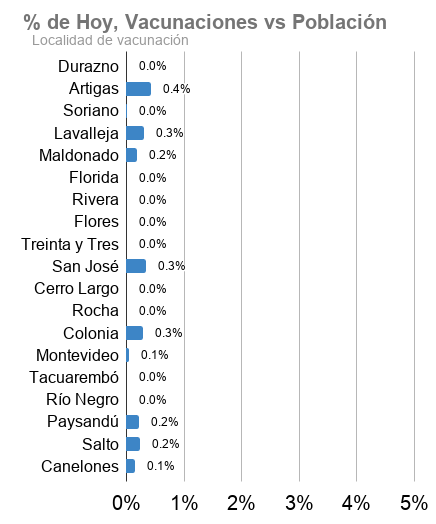 % de Hoy, Vacunaciones vs Población
Localidad de vacunación
Durazno 0.0%
Artigas 0.4%
Soriano 0.0%
Lavalleja 0.3%
Maldonado 0.2%
Florida 0.0%
Rivera 0.0%
Flores 0.0%
Treinta y Tres 0.0%
San José 0.3%
Cerro Largo 0.0%
Rocha 0.0%
Colonia 0.3%
Montevideo 0.1%
Tacuarembó 0.0%
Río Negro 0.0%
Paysandú 0.2%
Salto 0.2%
Canelones 0.1%
0% 1% 2% 3% 4% 5%